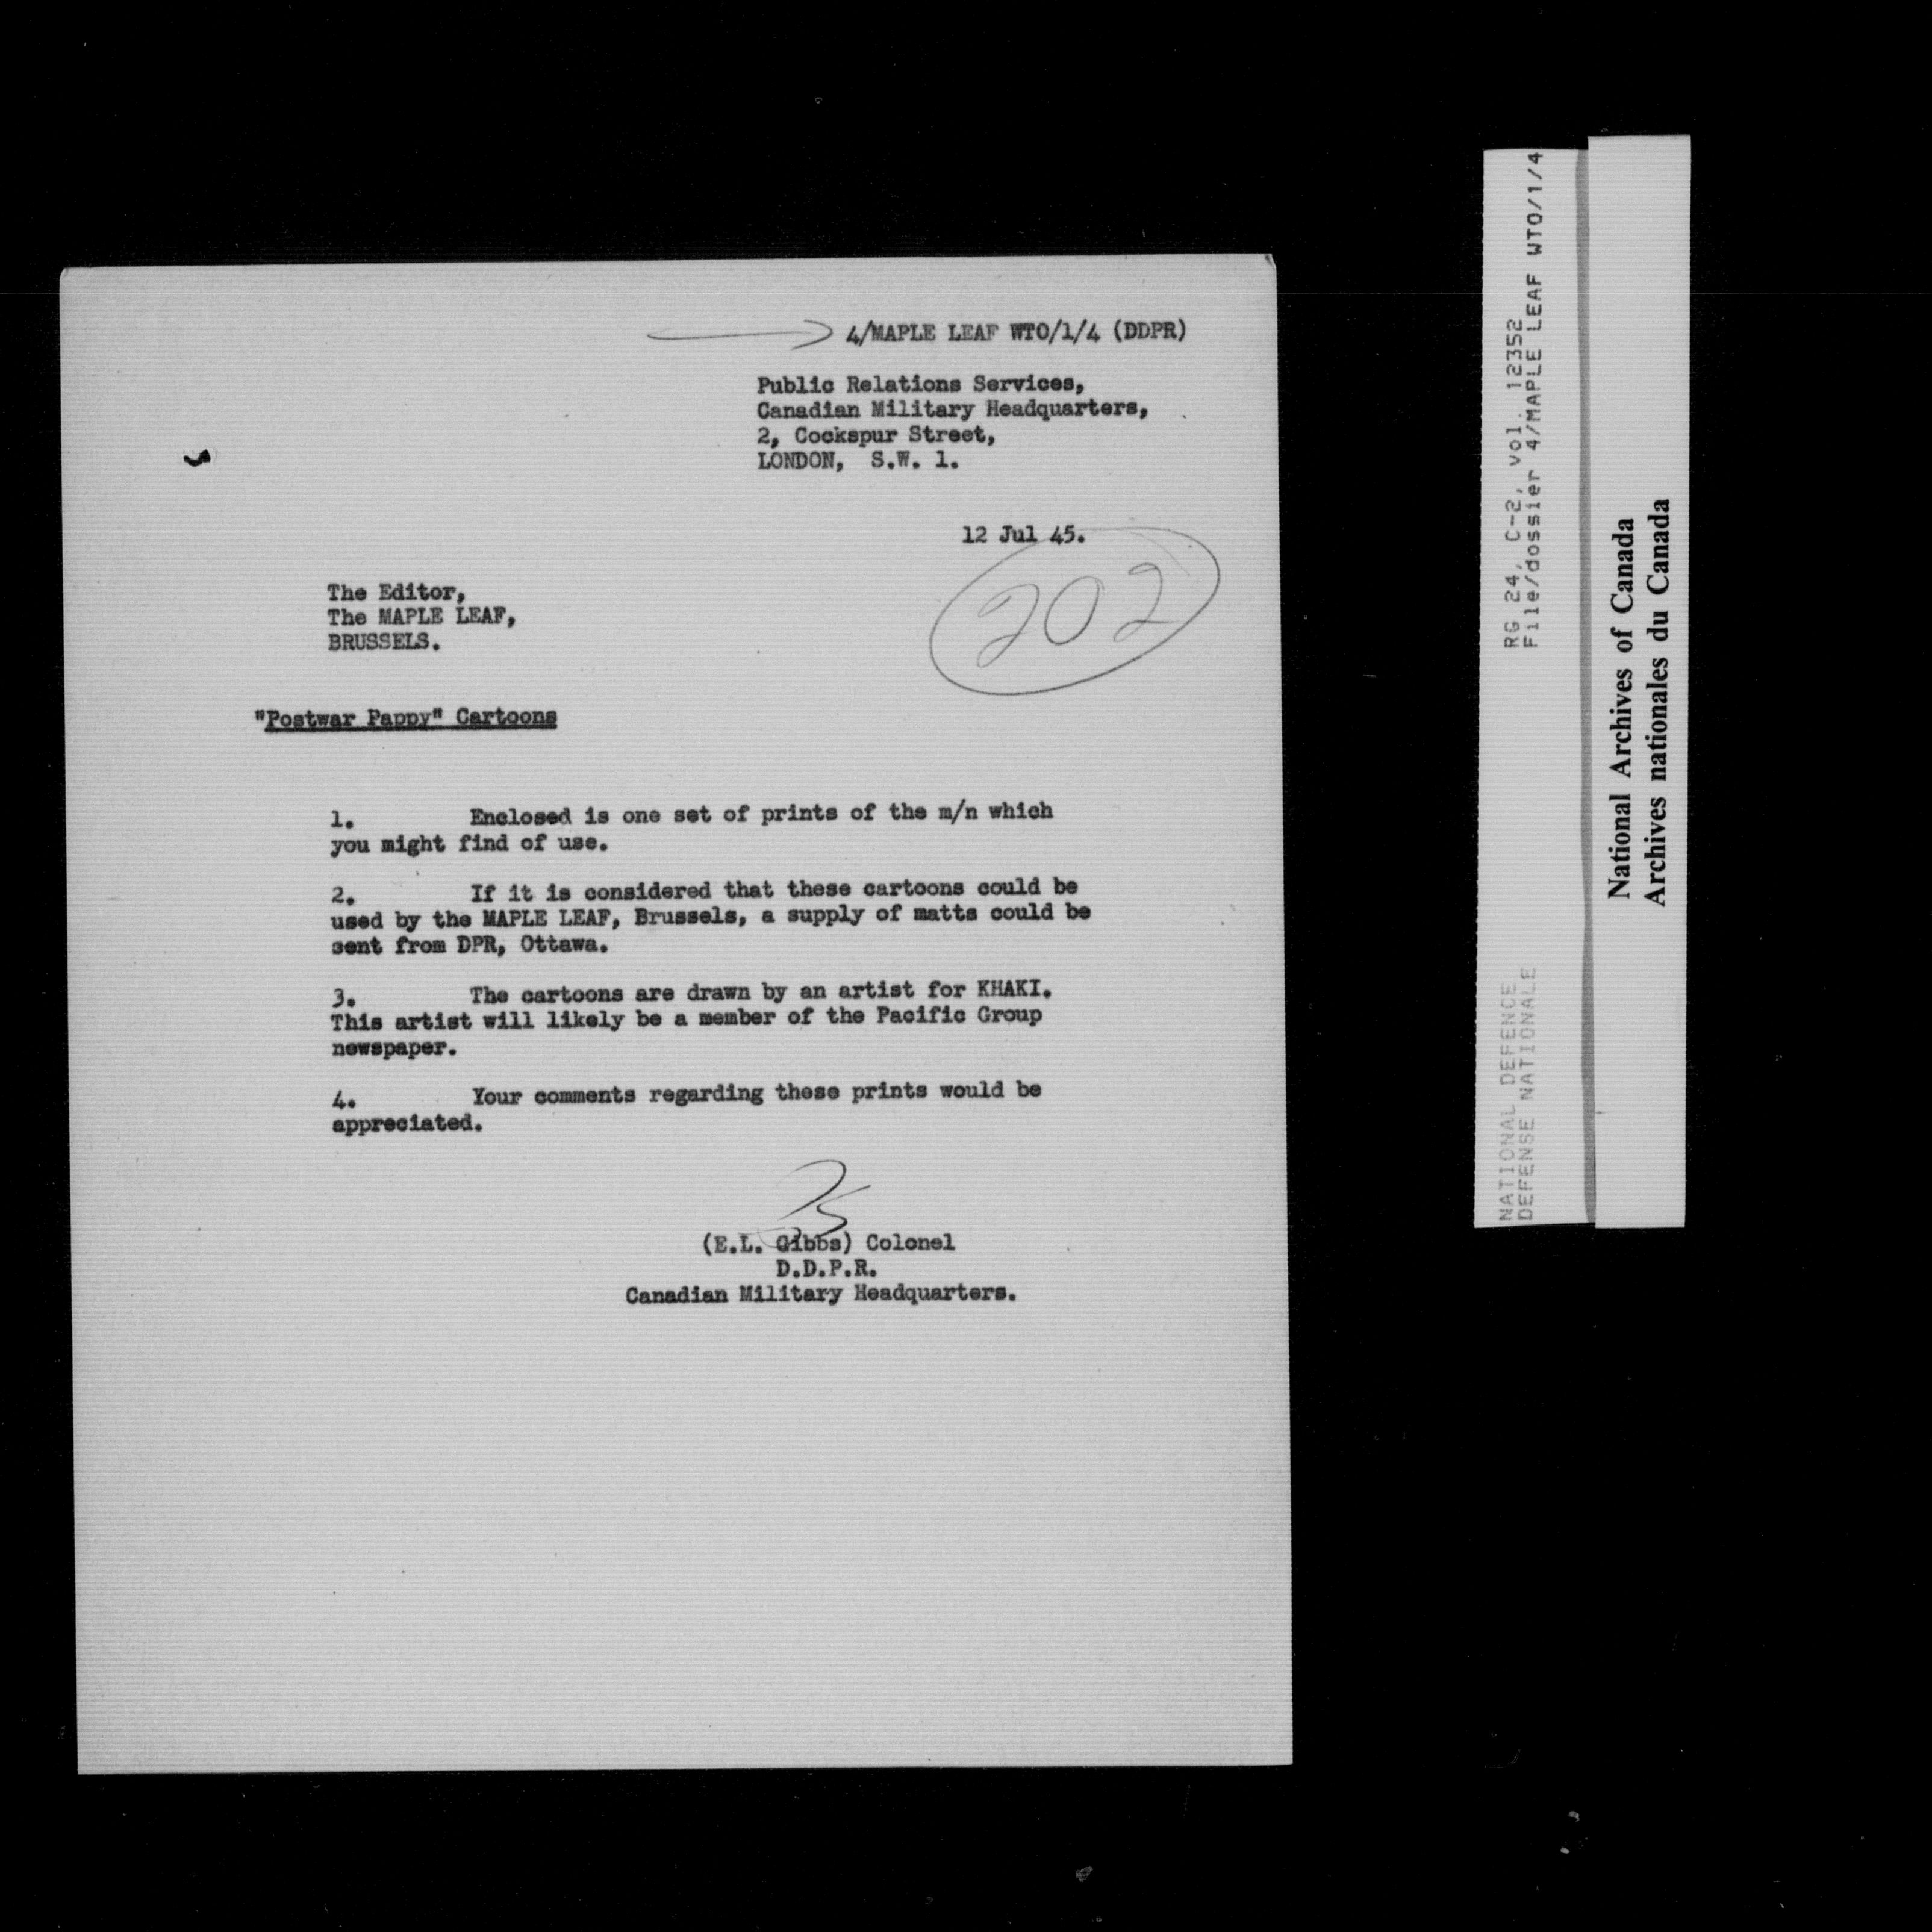 4/MAPLE LEAF WTO/1/4 (DDPR)
Public Relations Services,
Canadian Military Headquarters,
2, Cockspur Street,
LONDON, S.W. 1.
12 Jul 45.
202
The Editor,
The MAPLE LEAF,
BRUSSELS.
"Postwar Pappy" Cartoons
1. Enclosed is one set of prints of the m/n which
you might find of use.
2. If it is considered that these cartoons could be
used by the MAPLE LEAF, Brussels, a supply of matts could be
sent from DPR, Ottawa.
3. The cartoons are drawn by an artist for KHAKI.
This artist will likely be a member of the Pacific Group
newspaper.
4. Your comments regarding these prints would be
appreciated.
(E.L. Gibbs) Colonel
D.D.P.R.
Canadian Military Headquarters.
RG 24, C-2, vol. 12352
File/dossier 4/MAPLE LEAF WTO/1/4
NATIONAL DEFENCE
DEFENSE NATIONALE
National Archives of Canada
Archives nationales du Canada